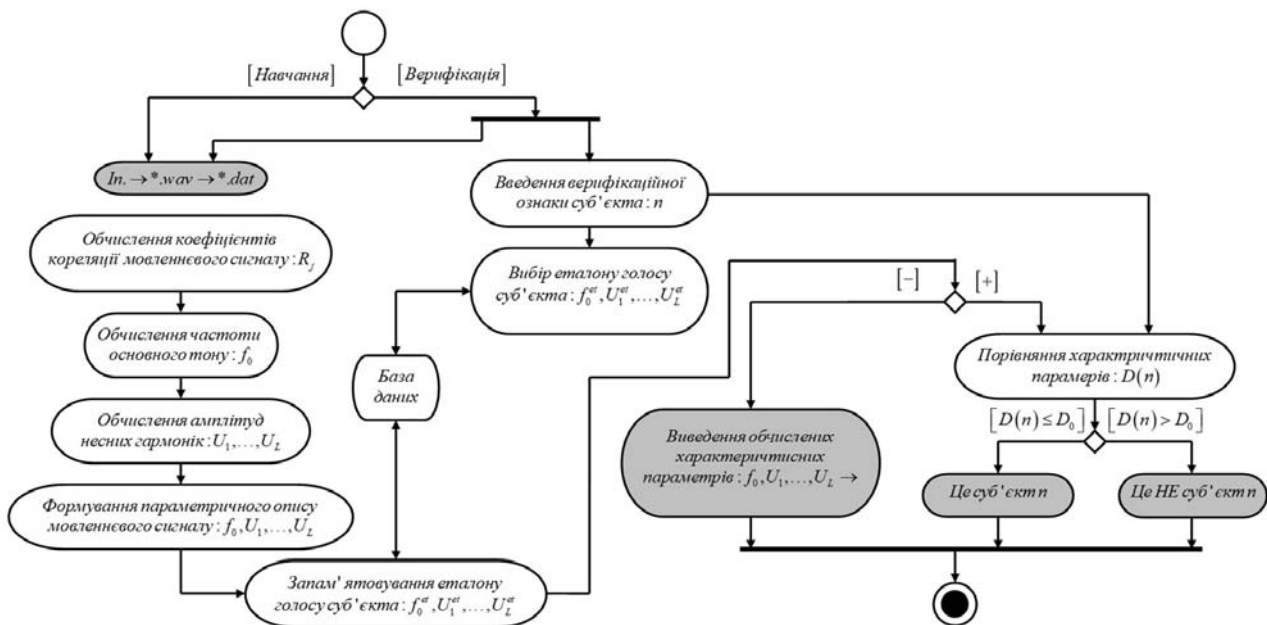 [Навчання]
[Верифікація]
In. → *.wav → *.dat
Введення верифікаційної
ознаки суб'єкта : n
Обчислення коефіцієнтів
кореляції мовленнєвого сигналу : R_j
Вибір еталону голосу
суб'єкта : f_0^{et}, U_1^{et}, ..., U_L^{et}
[−]
[+]
Обчислення частоти
основного тону : f_0
База
даних
Порівняння характричтичних
парамерів : D(n)
Обчислення амплітуд
несних гармонік : U_1, ..., U_L
[D(n) ≤ D_0]
[D(n) > D_0]
Виведення обчислених
характеричтисних
параметрів : f_0, U_1, ..., U_L →
Це суб'єкт n
Це НЕ суб'єкт n
Формування параметричного опису
мовленнєвого сигналу : f_0, U_1, ..., U_L
Запам'ятовування еталону
голосу суб'єкта : f_0^{et}, U_1^{et}, ..., U_L^{et}